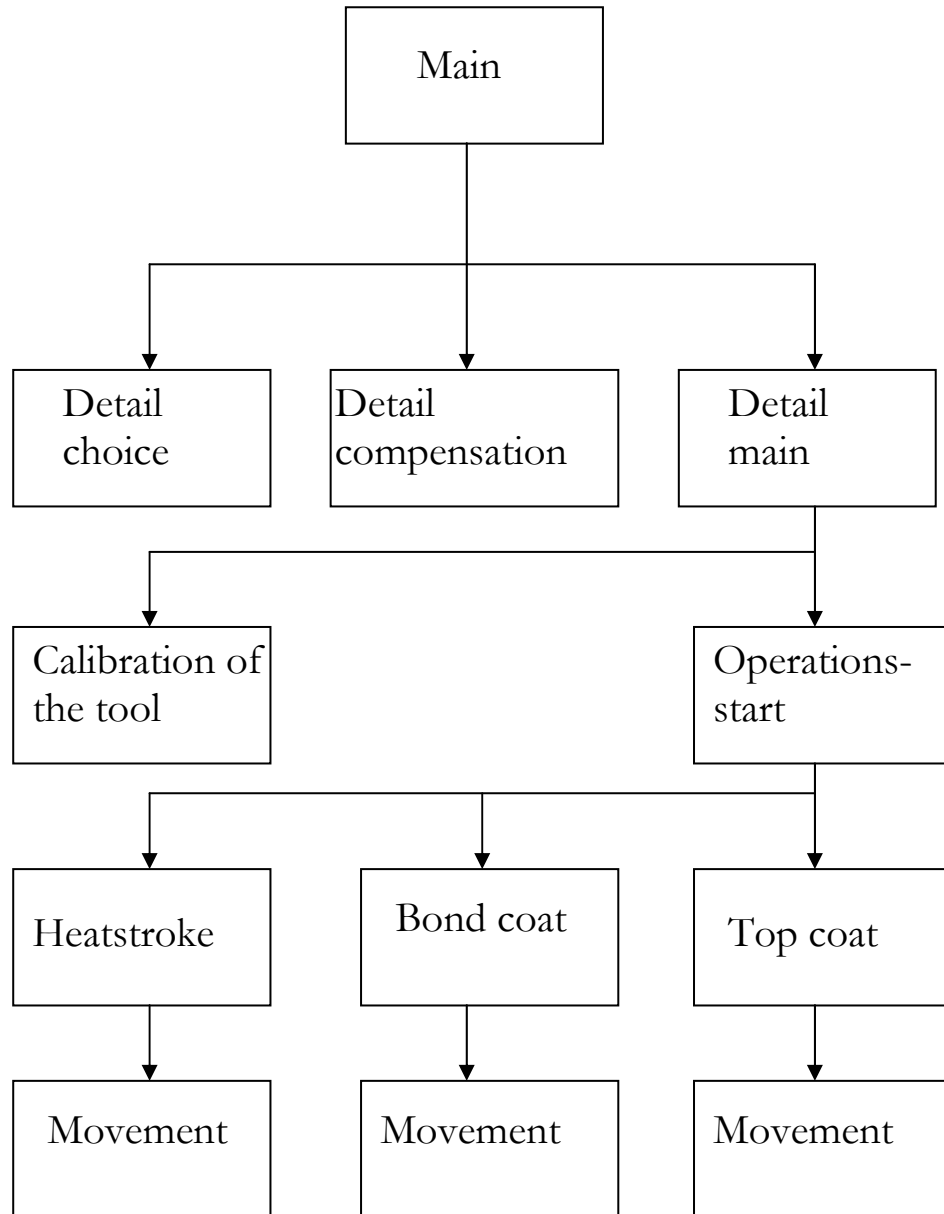 Main
Detail
choice
Detail
compensation
Detail
main
Calibration of
the tool
Operations-
start
Heatstroke
Bond coat
Top coat
Movement
Movement
Movement